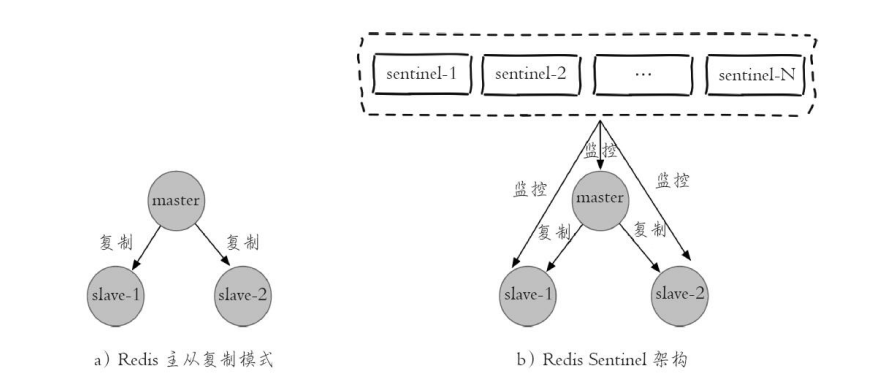 sentinel-1
sentinel-2
...
sentinel-N
监控
监控
监控
master
复制
复制
slave-1
slave-2
a）Redis 主从复制模式
master
复制
复制
slave-1
slave-2
b）Redis Sentinel 架构